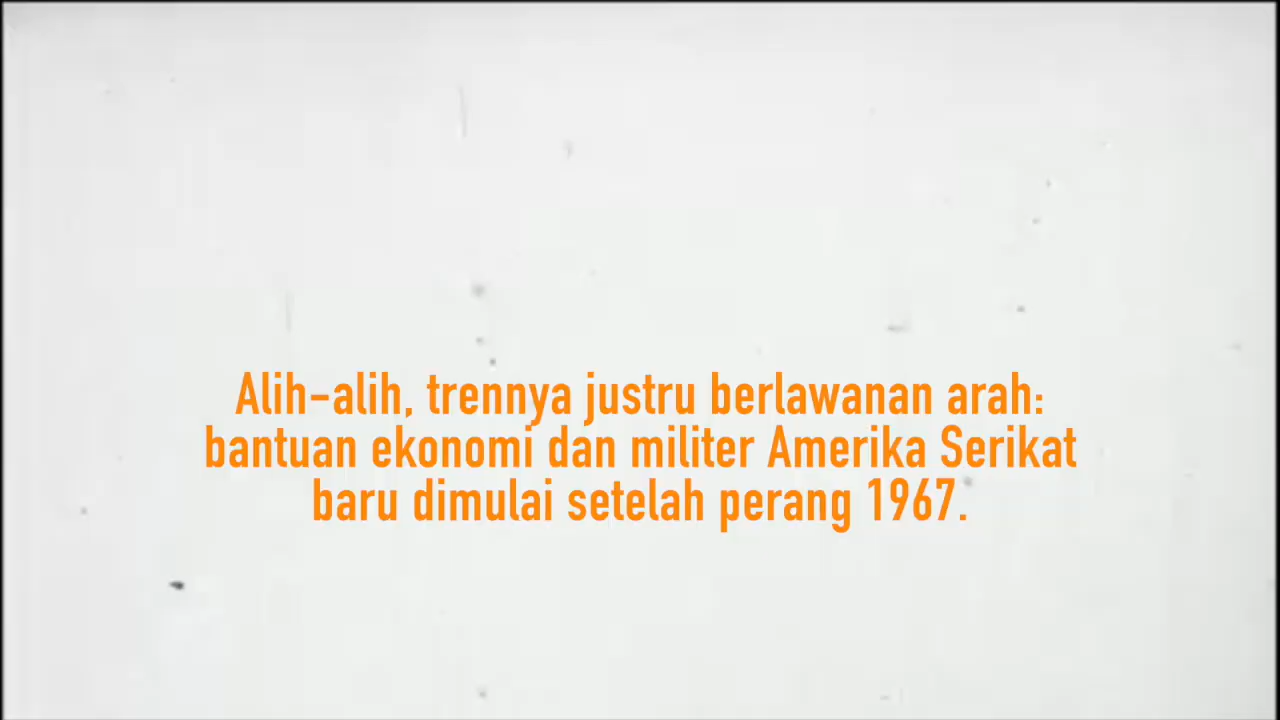 Alih-alih, trennya justru berlawanan arah:
bantuan ekonomi dan militer Amerika Serikat
baru dimulai setelah perang 1967.